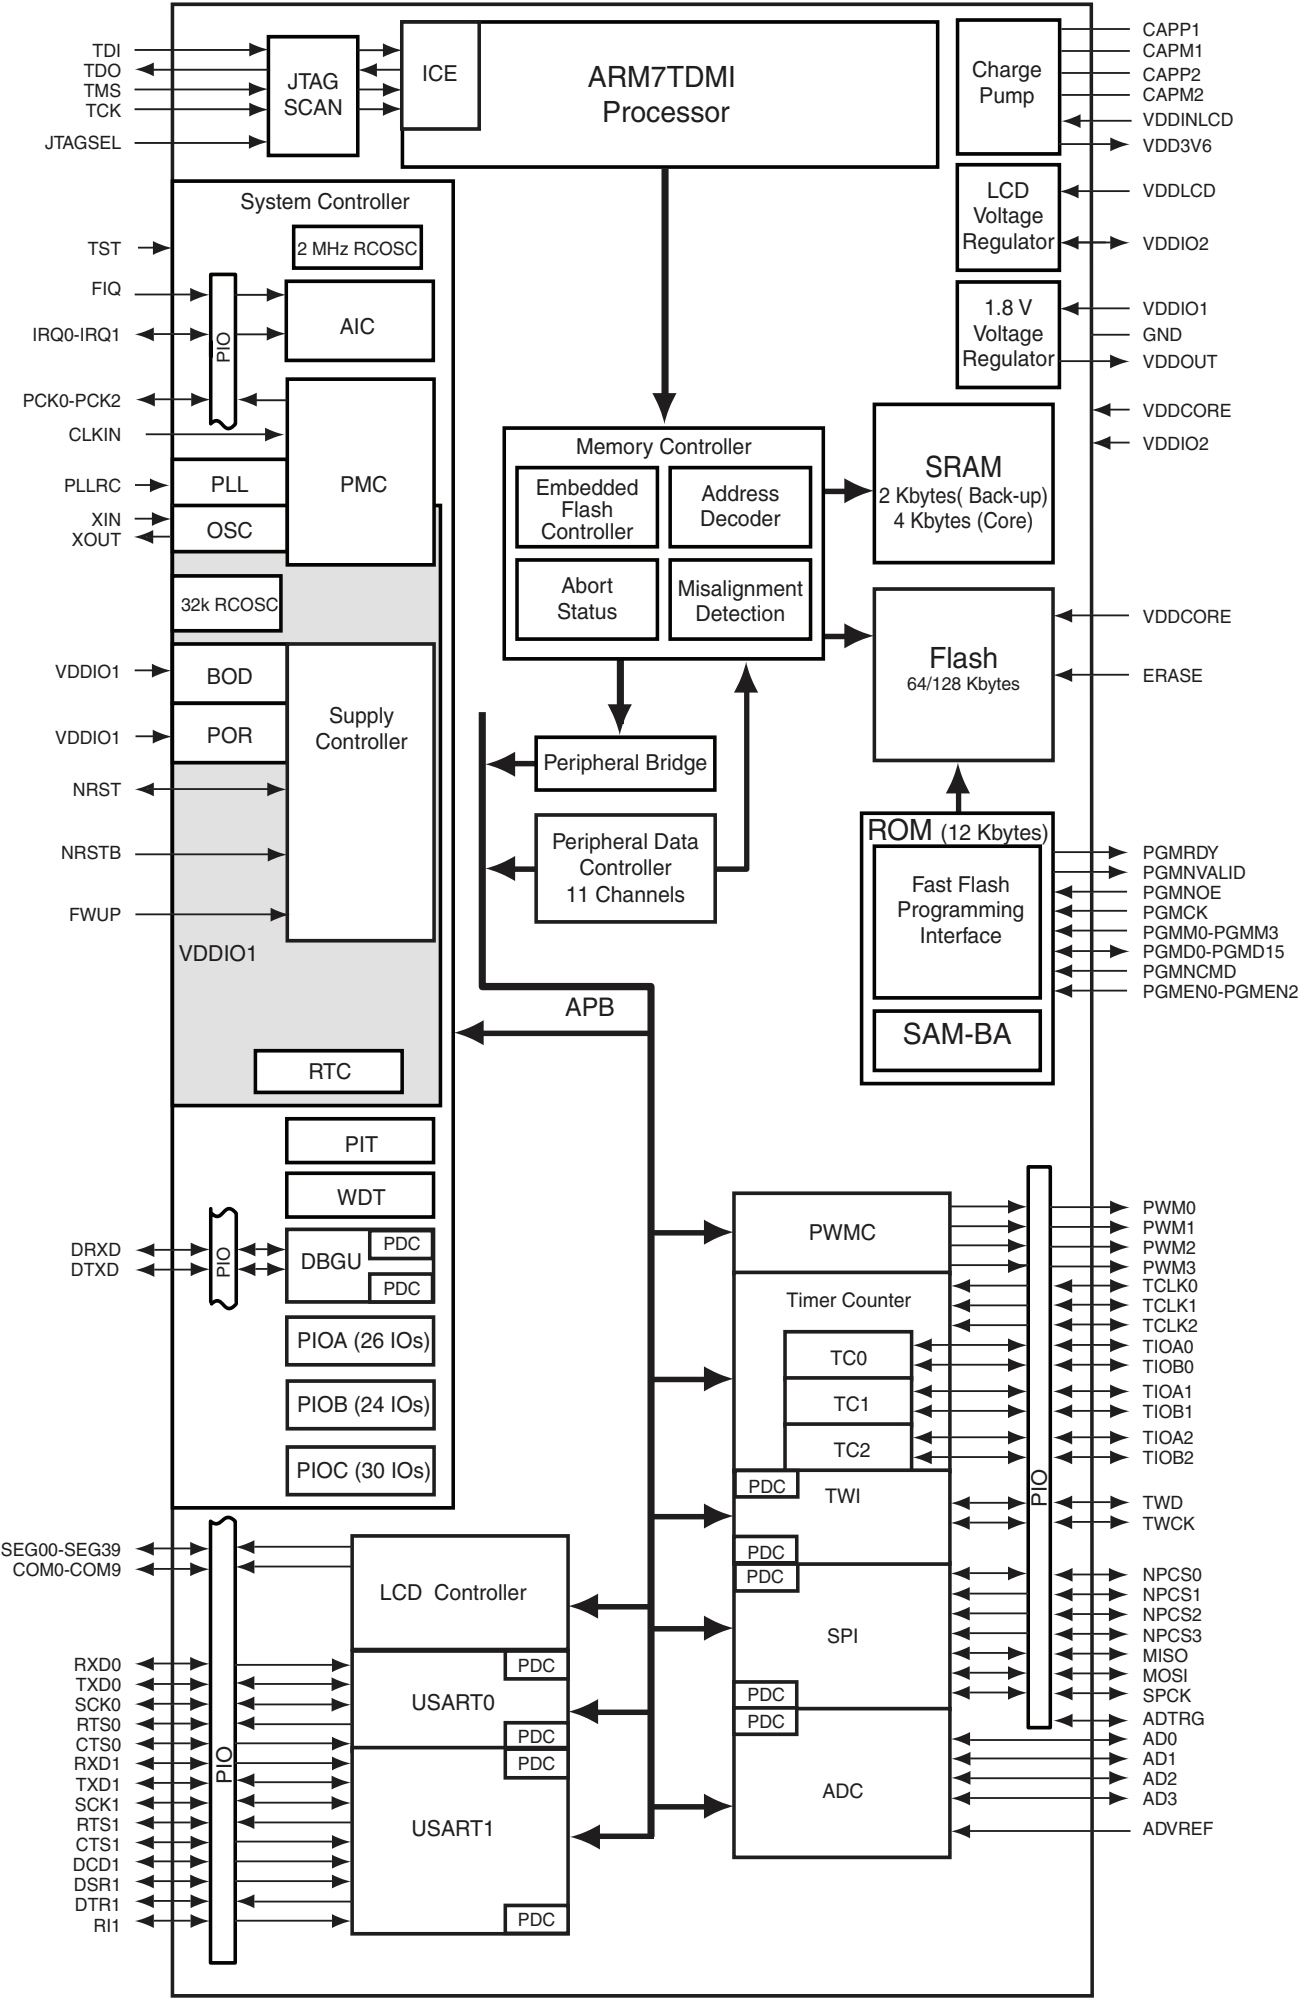 TDI
TDO
TMS
TCK
JTAGSEL
JTAG
SCAN
ICE
ARM7TDMI
Processor
Charge
Pump
CAPP1
CAPM1
CAPP2
CAPM2
VDDINLCD
VDD3V6
LCD
Voltage
Regulator
VDDLCD
VDDIO2
1.8 V
Voltage
Regulator
VDDIO1
GND
VDDOUT
VDDCORE
VDDIO2
System Controller
2 MHz RCOSC
TST
FIQ
IRQ0-IRQ1
PCK0-PCK2
CLKIN
PLLRC
XIN
XOUT
PIO
AIC
PMC
PLL
OSC
32k RCOSC
VDDIO1
VDDIO1
NRST
NRSTB
FWUP
BOD
POR
Supply
Controller
VDDIO1
RTC
Memory Controller
Embedded
Flash
Controller
Address
Decoder
Abort
Status
Misalignment
Detection
SRAM
2 Kbytes( Back-up)
4 Kbytes (Core)
Flash
64/128 Kbytes
VDDCORE
ERASE
Peripheral Bridge
Peripheral Data
Controller
11 Channels
APB
ROM (12 Kbytes)
Fast Flash
Programming
Interface
SAM-BA
PGMRDY
PGMNVALID
PGMNOE
PGMCK
PGMM0-PGMM3
PGMD0-PGMD15
PGMNCMD
PGMEN0-PGMEN2
PIT
WDT
DRXD
DTXD
PIO
DBGU
PDC
PDC
PIOA (26 IOs)
PIOB (24 IOs)
PIOC (30 IOs)
SEG00-SEG39
COM0-COM9
RXD0
TXD0
SCK0
RTS0
CTS0
RXD1
TXD1
SCK1
RTS1
CTS1
DCD1
DSR1
DTR1
RI1
PIO
LCD Controller
PDC
USART0
PDC
PDC
USART1
PDC
PWMC
Timer Counter
TC0
TC1
TC2
PDC
TWI
PDC
PDC
SPI
PDC
PDC
ADC
PIO
PWM0
PWM1
PWM2
PWM3
TCLK0
TCLK1
TCLK2
TIOA0
TIOB0
TIOA1
TIOB1
TIOA2
TIOB2
TWD
TWCK
NPCS0
NPCS1
NPCS2
NPCS3
MISO
MOSI
SPCK
ADTRG
AD0
AD1
AD2
AD3
ADVREF